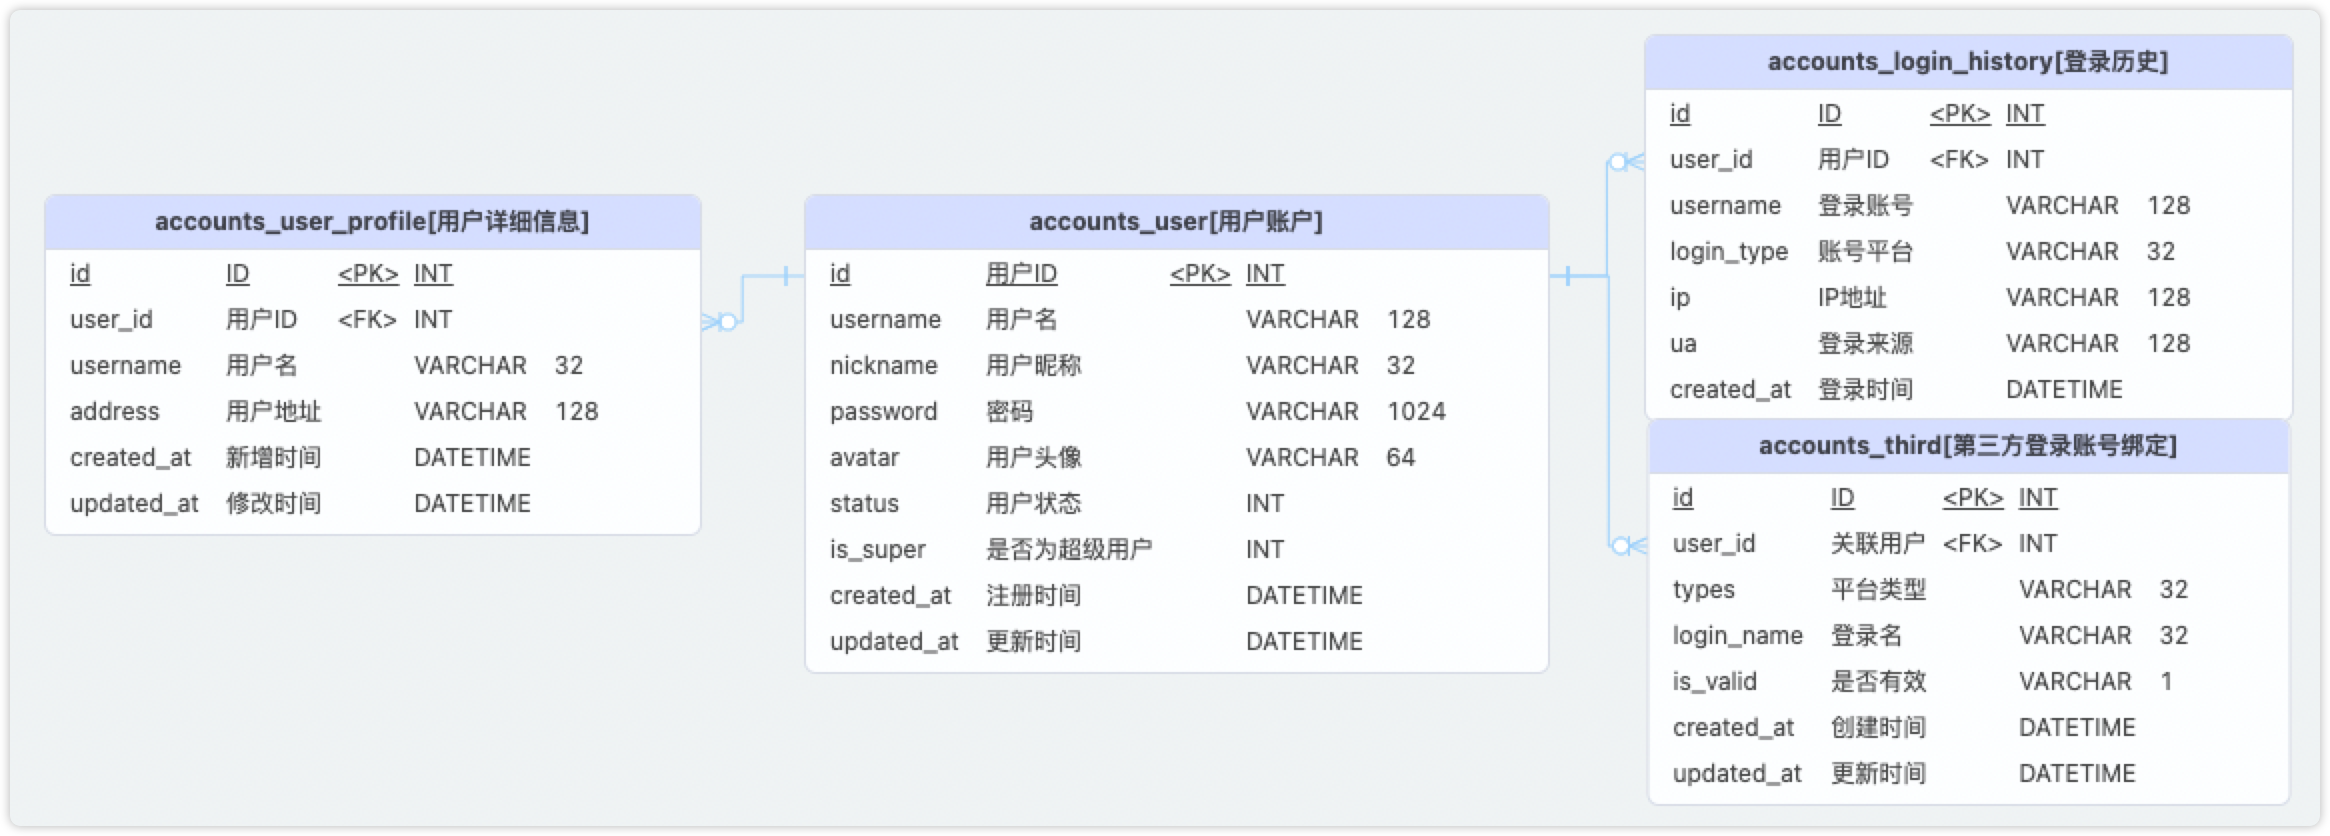 accounts_user_profile[用户详细信息]
id ID <PK> INT
user_id 用户ID <FK> INT
username 用户名 VARCHAR 32
address 用户地址 VARCHAR 128
created_at 新增时间 DATETIME
updated_at 修改时间 DATETIME
accounts_user[用户账户]
id 用户ID <PK> INT
username 用户名 VARCHAR 128
nickname 用户昵称 VARCHAR 32
password 密码 VARCHAR 1024
avatar 用户头像 VARCHAR 64
status 用户状态 INT
is_super 是否为超级用户 INT
created_at 注册时间 DATETIME
updated_at 更新时间 DATETIME
accounts_login_history[登录历史]
id ID <PK> INT
user_id 用户ID <FK> INT
username 登录账号 VARCHAR 128
login_type 账号平台 VARCHAR 32
ip IP地址 VARCHAR 128
ua 登录来源 VARCHAR 128
created_at 登录时间 DATETIME
accounts_third[第三方登录账号绑定]
id ID <PK> INT
user_id 关联用户 <FK> INT
types 平台类型 VARCHAR 32
login_name 登录名 VARCHAR 32
is_valid 是否有效 VARCHAR 1
created_at 创建时间 DATETIME
updated_at 更新时间 DATETIME